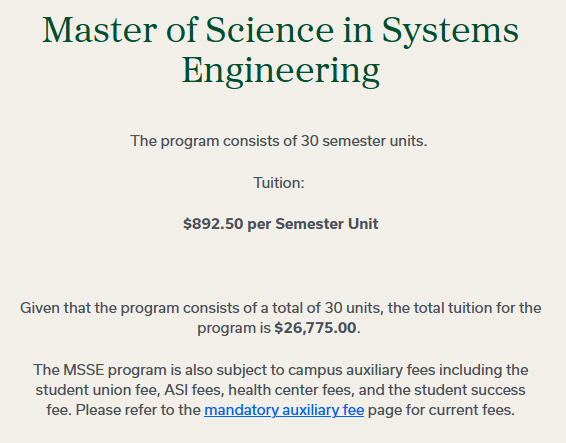 Master of Science in Systems
Engineering
The program consists of 30 semester units.
Tuition:
$892.50 per Semester Unit
Given that the program consists of a total of 30 units, the total tuition for the
program is $26,775.00.
The MSSE program is also subject to campus auxiliary fees including the
student union fee, ASI fees, health center fees, and the student success
fee. Please refer to the mandatory auxiliary fee page for current fees.